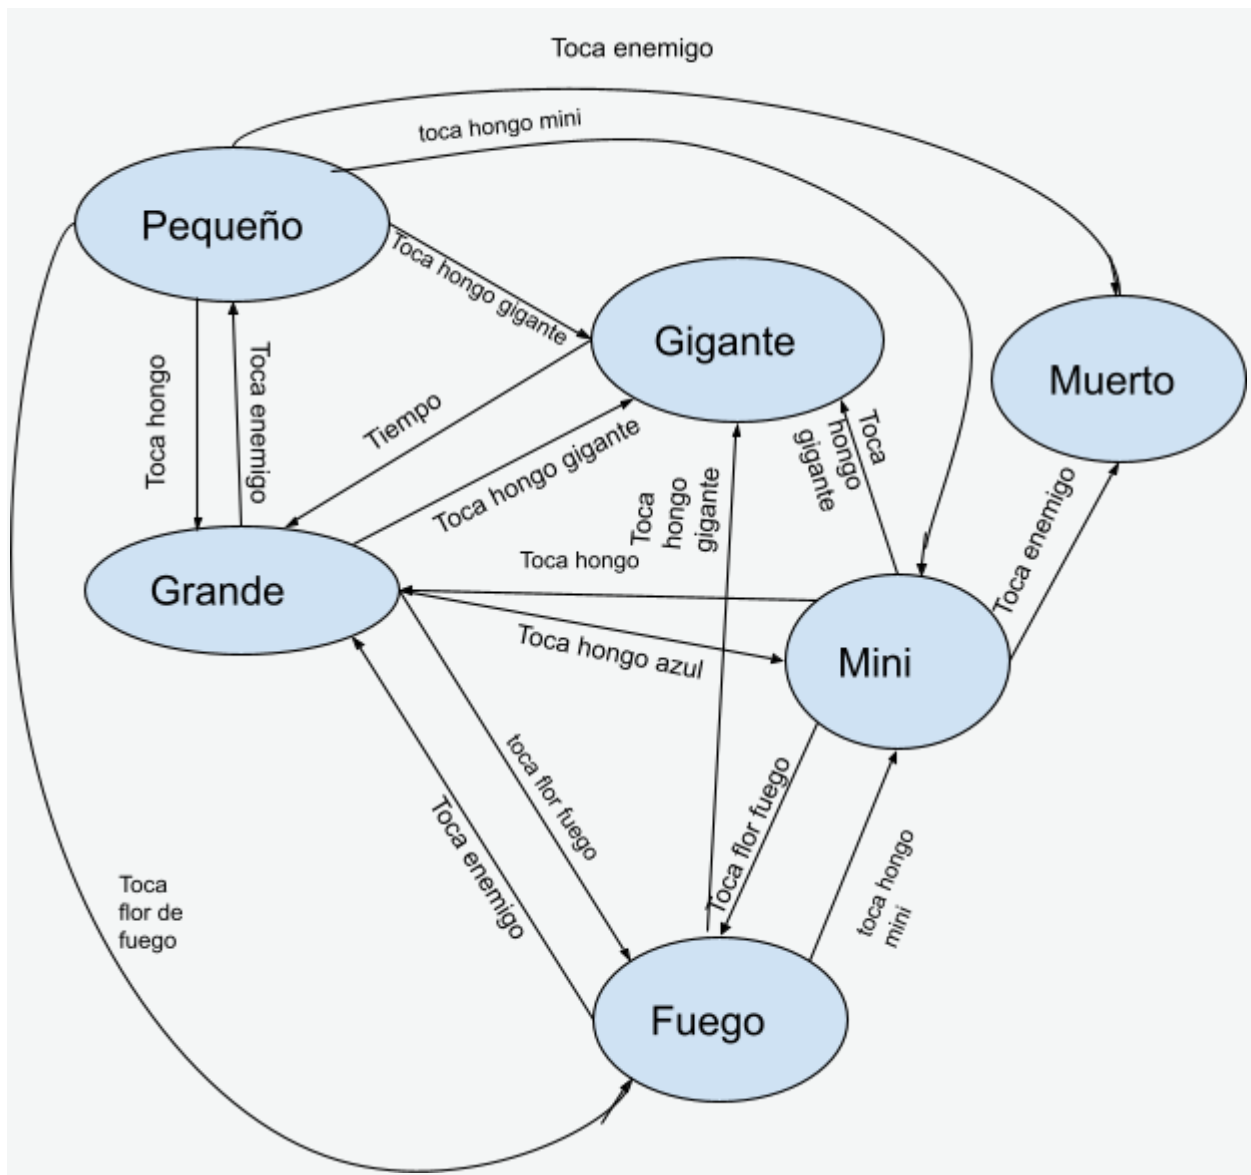 Toca enemigo
toca hongo mini
Pequeño
Toca hongo gigante
Gigante
Muerto
Toca hongo
Toca enemigo
Tiempo
Toca hongo gigante
Toca
hongo
gigante
Toca
hongo
gigante
Toca enemigo
Toca hongo
Grande
Toca hongo azul
Mini
toca flor fuego
Toca flor fuego
Toca enemigo
toca hongo
mini
Toca
flor de
fuego
Fuego